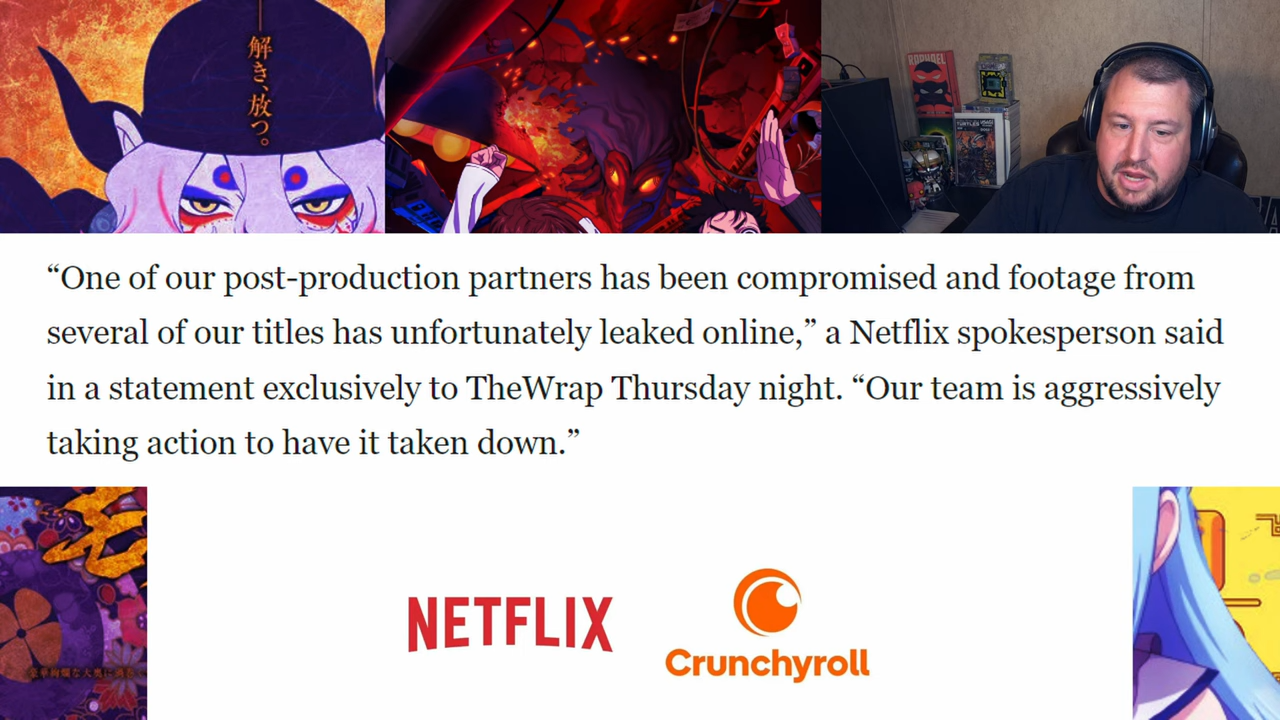 解き、放つ。
RAPHAEL
“One of our post-production partners has been compromised and footage from
several of our titles has unfortunately leaked online,” a Netflix spokesperson said
in a statement exclusively to TheWrap Thursday night. “Our team is aggressively
taking action to have it taken down.”
モ
NETFLIX
Crunchyroll